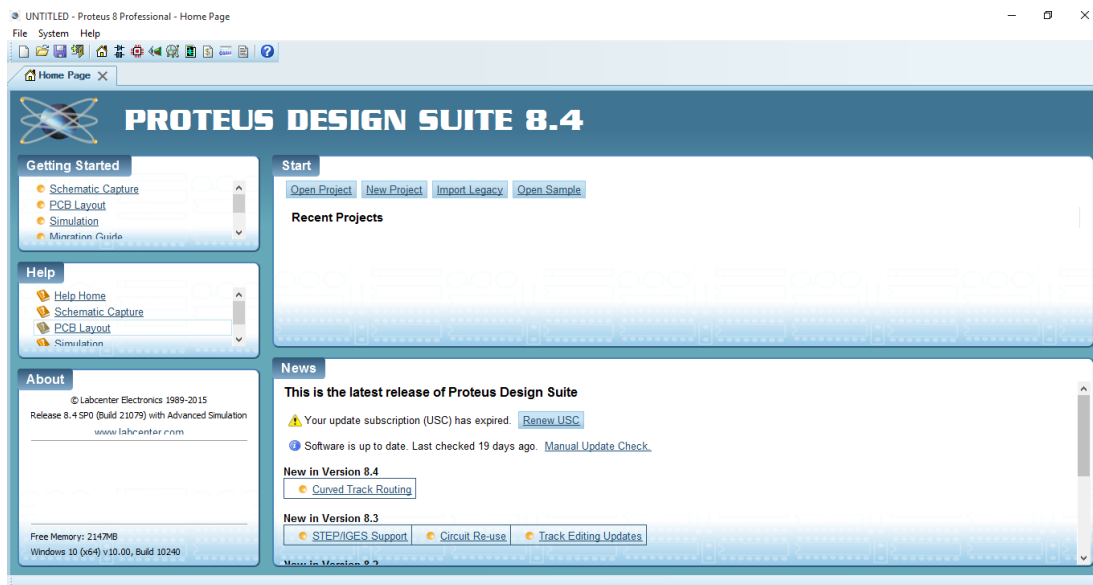 UNTITLED - Proteus 8 Professional - Home Page
File System Help
Home Page
PROTEUS DESIGN SUITE 8.4
Getting Started
Schematic Capture
PCB Layout
Simulation
Migration Guide
Help
Help Home
Schematic Capture
PCB Layout
Simulation
About
© Labcenter Electronics 1989-2015
Release 8.4 SP0 (Build 21079) with Advanced Simulation
www.labcenter.com
Free Memory: 2147MB
Windows 10 (x64) v10.00, Build 10240
Start
Open Project New Project Import Legacy Open Sample
Recent Projects
News
This is the latest release of Proteus Design Suite
Your update subscription (USC) has expired. Renew USC
Software is up to date. Last checked 19 days ago. Manual Update Check.
New in Version 8.4
Curved Track Routing
New in Version 8.3
STEP/IGES Support Circuit Re-use Track Editing Updates
New in Version 8.2